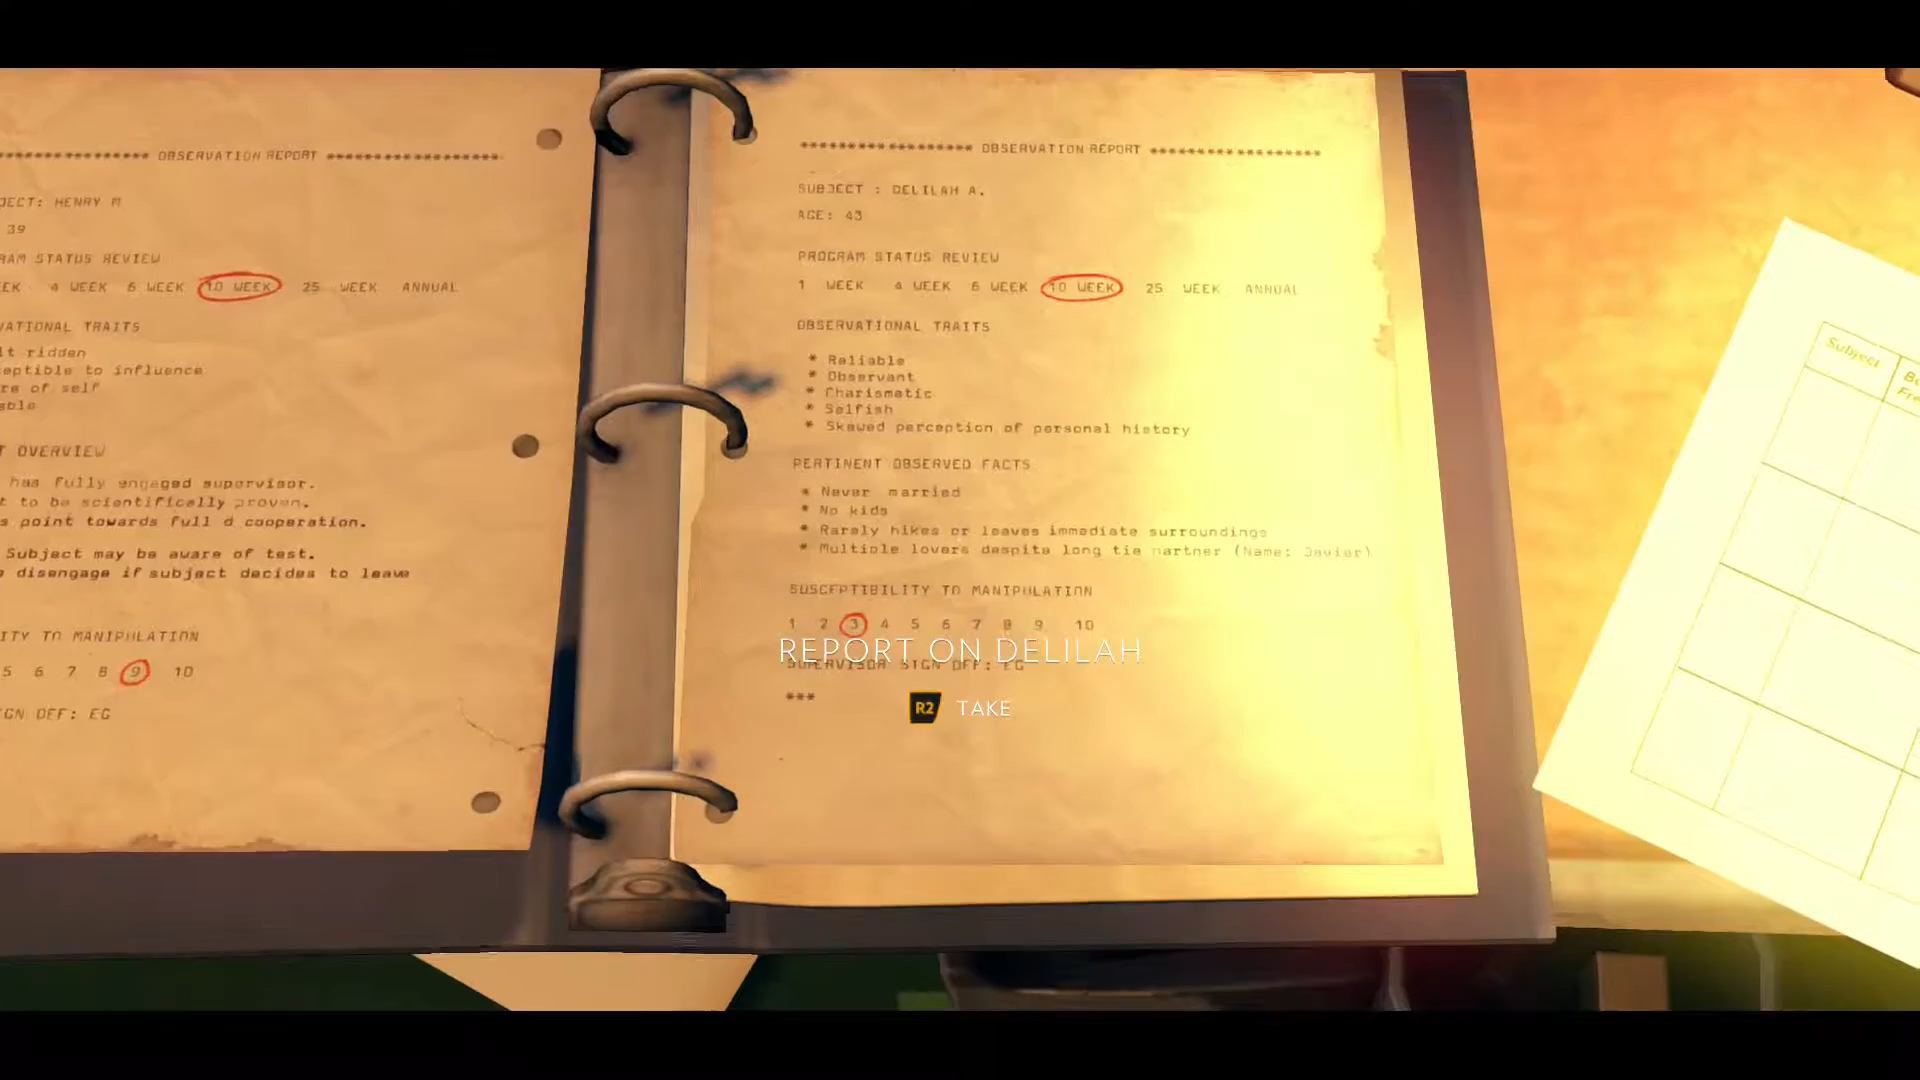 ***************** OBSERVATION REPORT ******************
JECT: HENRY M
39
RAM STATUS REVIEW
EK 4 WEEK 6 WEEK 10 WEEK 25 WEEK ANNUAL
VATIONAL TRAITS
lt ridden
eptible to influence
re of self
able
T OVERVIEW
has fully engaged supervisor.
t to be scientifically proven.
s point towards full d cooperation.
Subject may be aware of test.
e disengage if subject decides to leave
ITY TO MANIPULATION
5 6 7 8 9 10
GN OFF: EG
****************** OBSERVATION REPORT ******************
SUBJECT : DELILAH A.
AGE: 43
PROGRAM STATUS REVIEW
1 WEEK 4 WEEK 6 WEEK 10 WEEK 25 WEEK ANNUAL
OBSERVATIONAL TRAITS
* Reliable
* Observant
* Charismatic
* Selfish
* Skewed perception of personal history
PERTINENT OBSERVED FACTS
* Never married
* No kids
* Rarely hikes or leaves immediate surroundings
* Multiple lovers despite long tie partner (Name: Javier)
SUSCEPTIBILITY TO MANIPULATION
1 2 3 4 5 6 7 8 9 10
REPORT ON DELILAH
SUPERVISOR SIGN OFF: EG
***
R2 TAKE
Subject